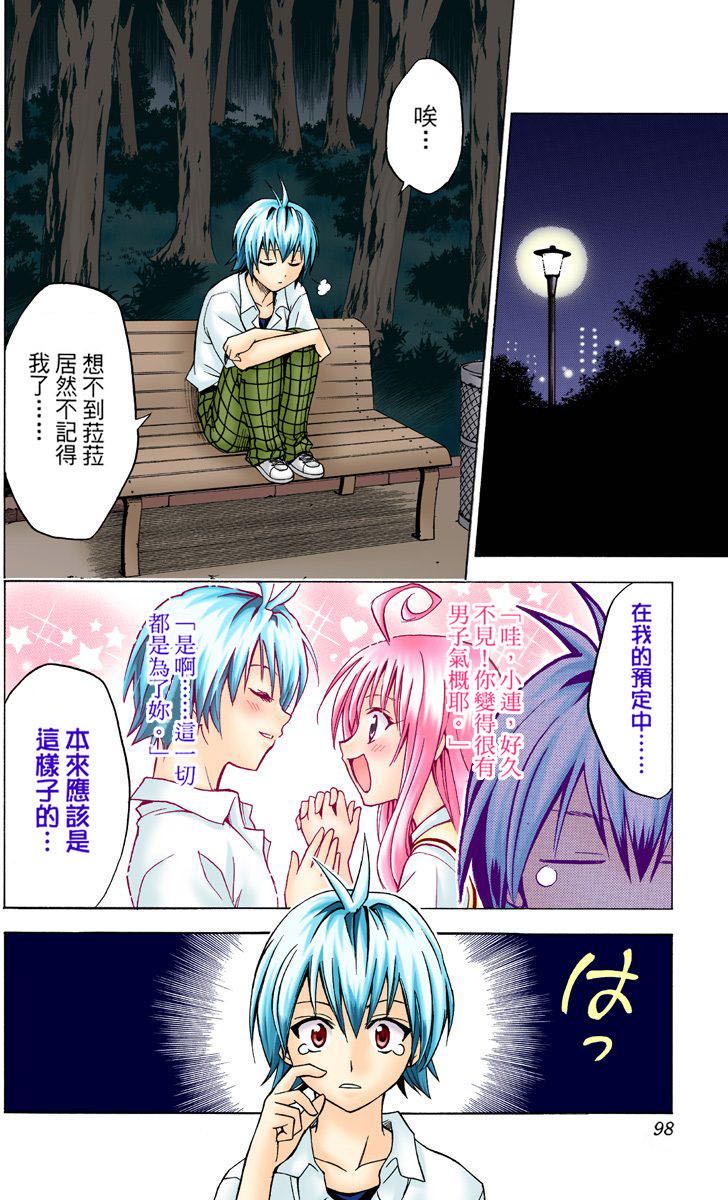 唉…
想不到菈菈
居然不記得
我了……
在我的預定
中……
「哇，小連，好久
不見！你變得很有
男子氣概耶。」
「是啊……這一切
都是為了妳。」
本來應該是
這樣子的…
はっ
98